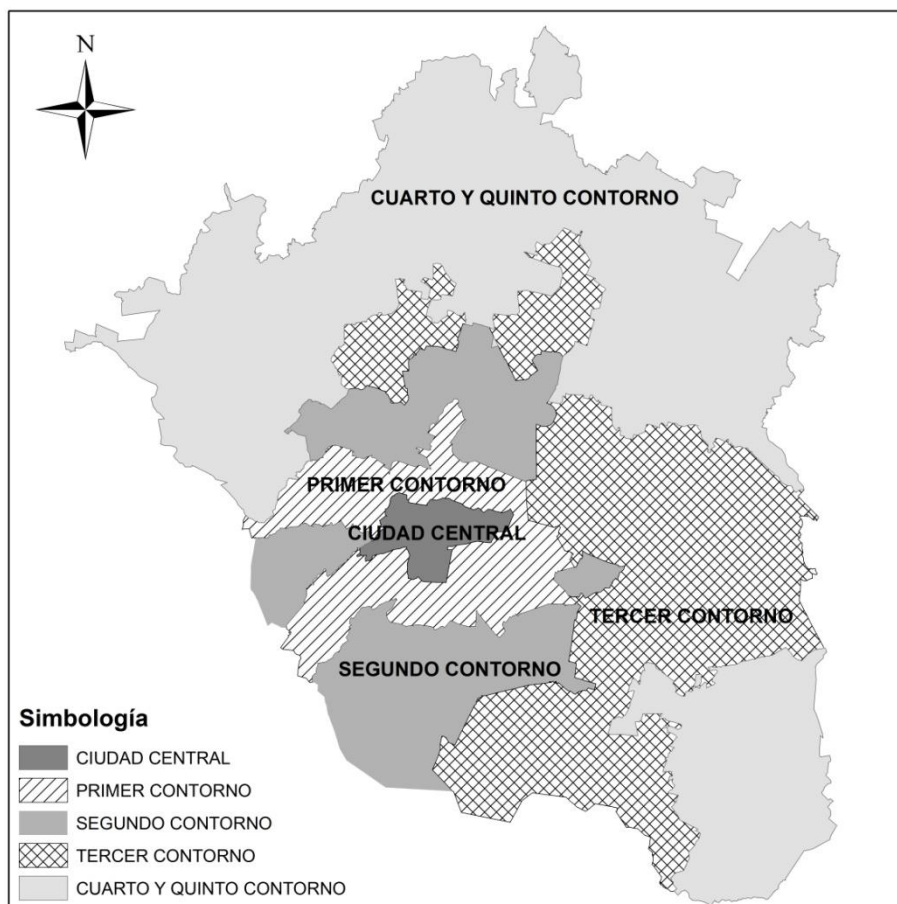 N
CUARTO Y QUINTO CONTORNO
PRIMER CONTORNO
CIUDAD CENTRAL
TERCER CONTORNO
SEGUNDO CONTORNO
Simbología
CIUDAD CENTRAL
PRIMER CONTORNO
SEGUNDO CONTORNO
TERCER CONTORNO
CUARTO Y QUINTO CONTORNO